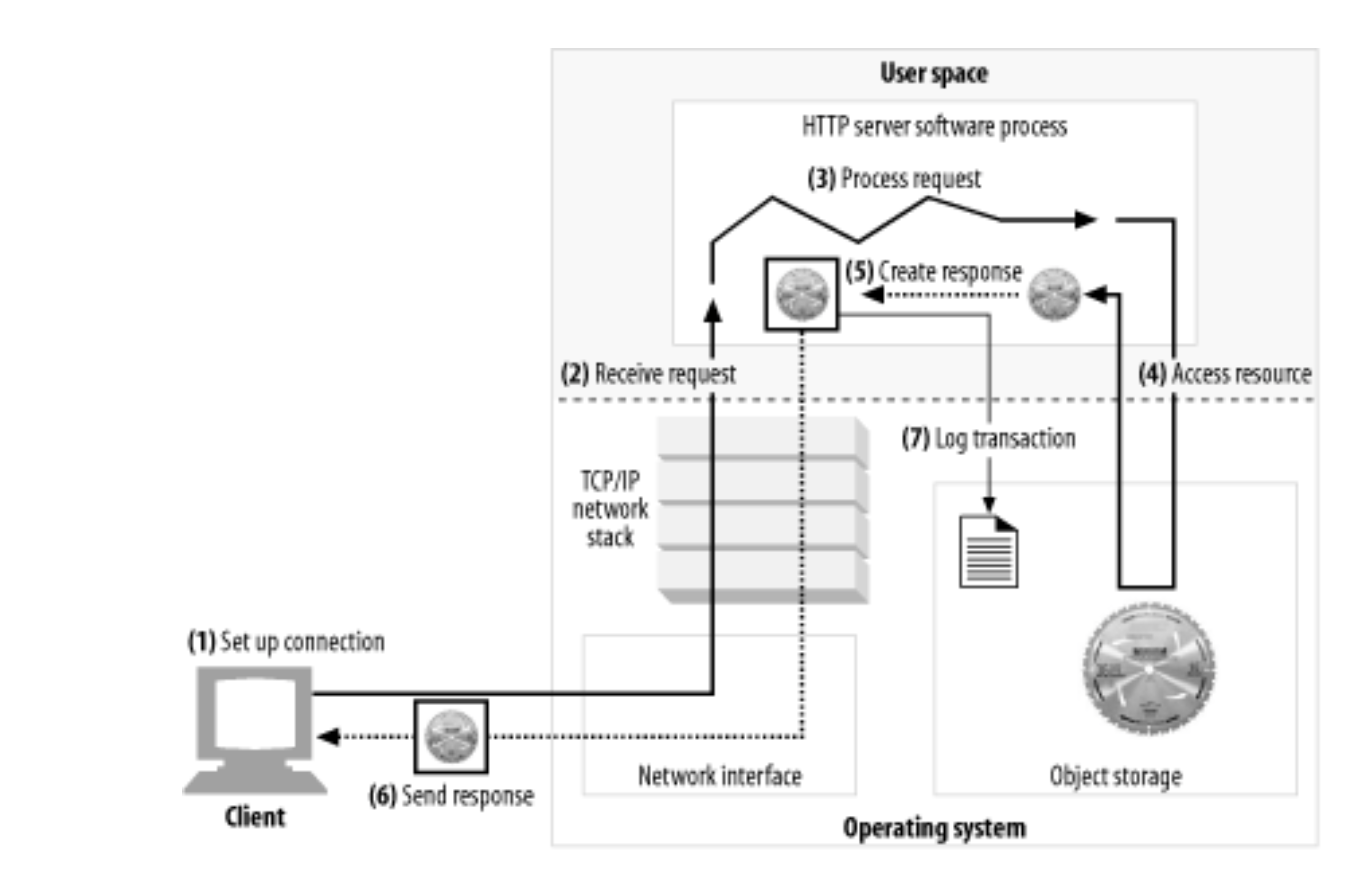 User space
HTTP server software process
(3) Process request
(5) Create response
(2) Receive request
(4) Access resource
(7) Log transaction
TCP/IP
network
stack
(1) Set up connection
Network interface
Object storage
(6) Send response
Client
Operating system